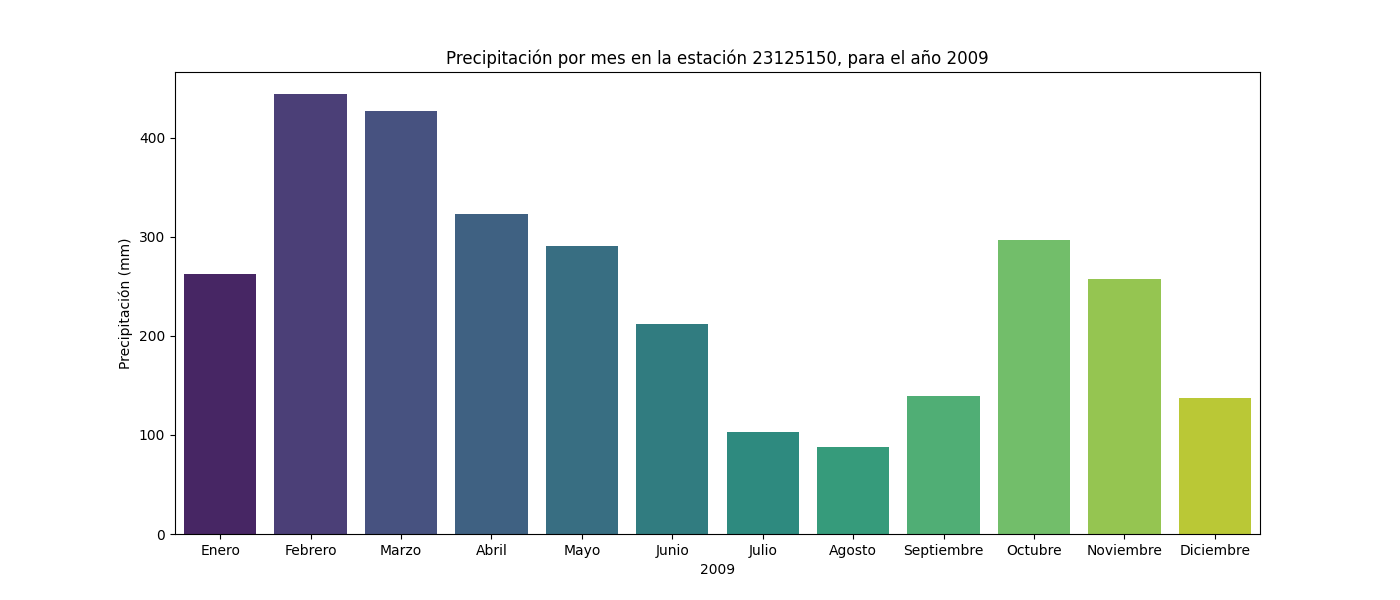 Precipitación por mes en la estación 23125150, para el año 2009
Precipitación (mm)
400
300
200
100
0
Enero Febrero Marzo Abril Mayo Junio Julio Agosto Septiembre Octubre Noviembre Diciembre
2009